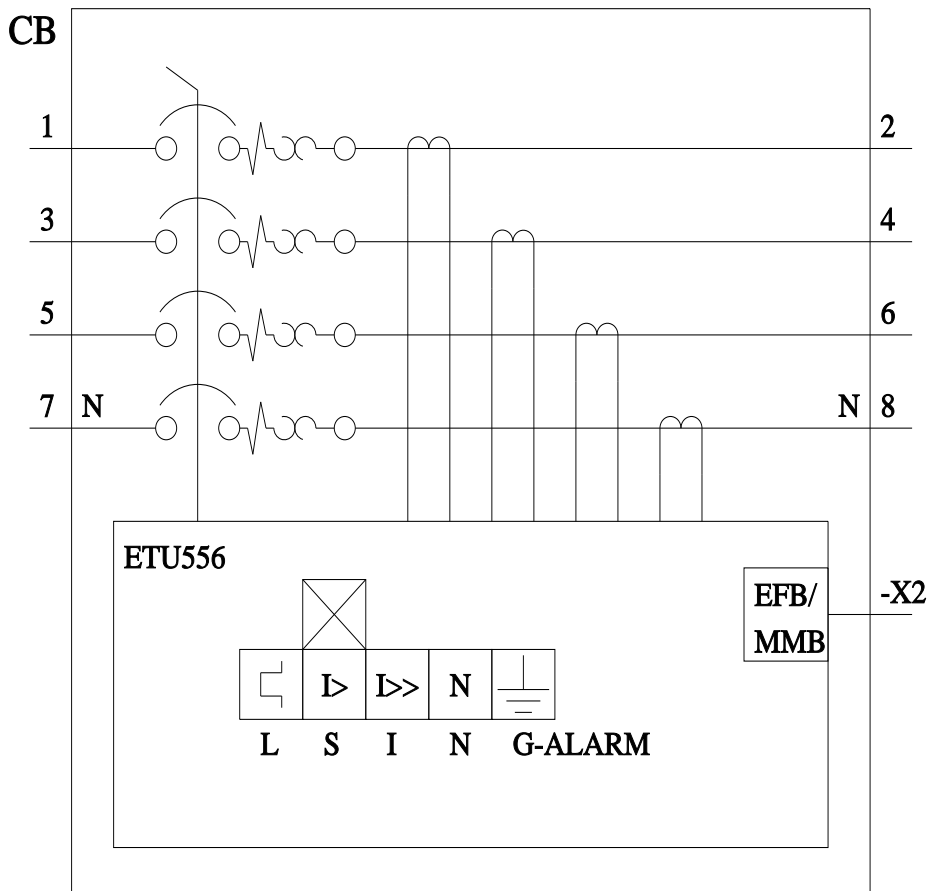 CB
1 2
3 4
5 6
7 N N 8
ETU556
EFB/
MMB
-X2
I> I>> N
L S I N G-ALARM